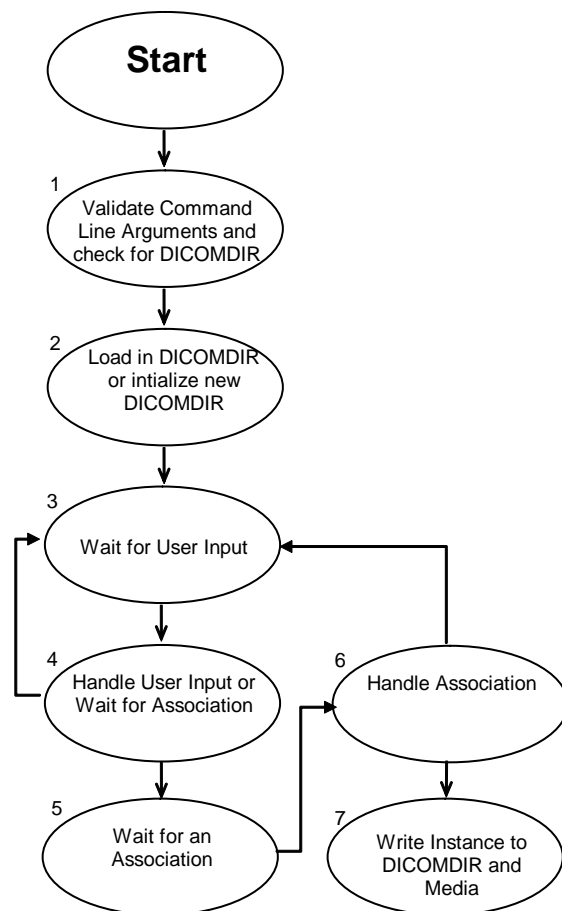 Start
1
Validate Command
Line Arguments and
check for DICOMDIR
2
Load in DICOMDIR
or intialize new
DICOMDIR
3
Wait for User Input
4
Handle User Input or
Wait for Association
5
Wait for an
Association
6
Handle Association
7
Write Instance to
DICOMDIR and
Media